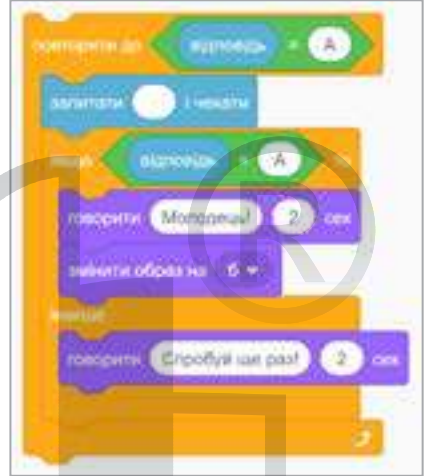 повторити до відповідь = А
запитати і чекати
якщо відповідь = А то
говорити Молодець! 2 сек
змінити образ на б
інакше
говорити Спробуй ще раз! 2 сек